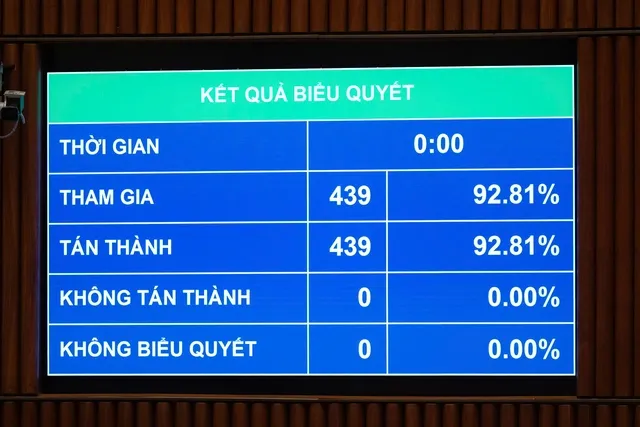 KẾT QUẢ BIỂU QUYẾT
THỜI GIAN 0:00
THAM GIA 439 92.81%
TÁN THÀNH 439 92.81%
KHÔNG TÁN THÀNH 0 0.00%
KHÔNG BIỂU QUYẾT 0 0.00%